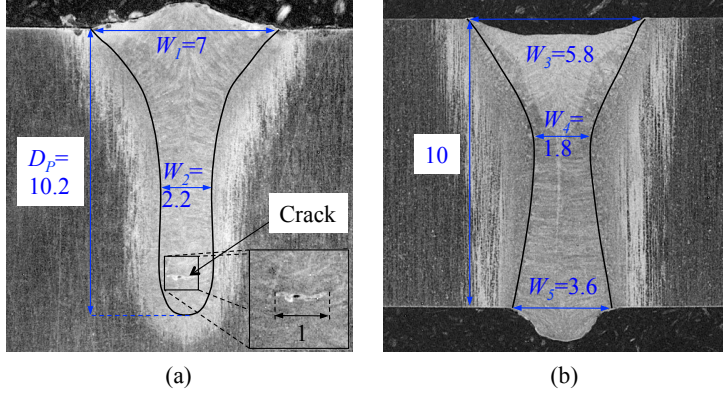 W₁=7
Dₚ=
10.2
W₂=
2.2
Crack
1
(a)
W₃=5.8
W₄=
1.8
10
W₅=3.6
(b)